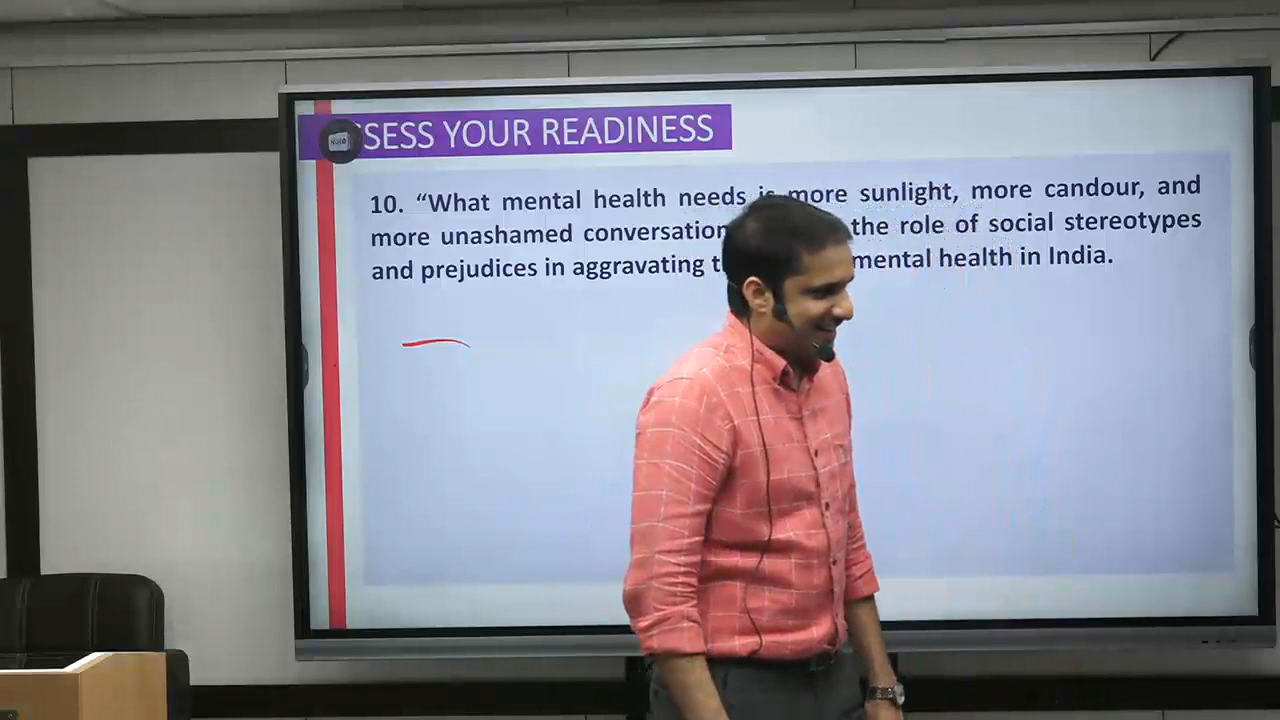 SESS YOUR READINESS
10. “What mental health needs is more sunlight, more candour, and
more unashamed conversation the role of social stereotypes
and prejudices in aggravating mental health in India.